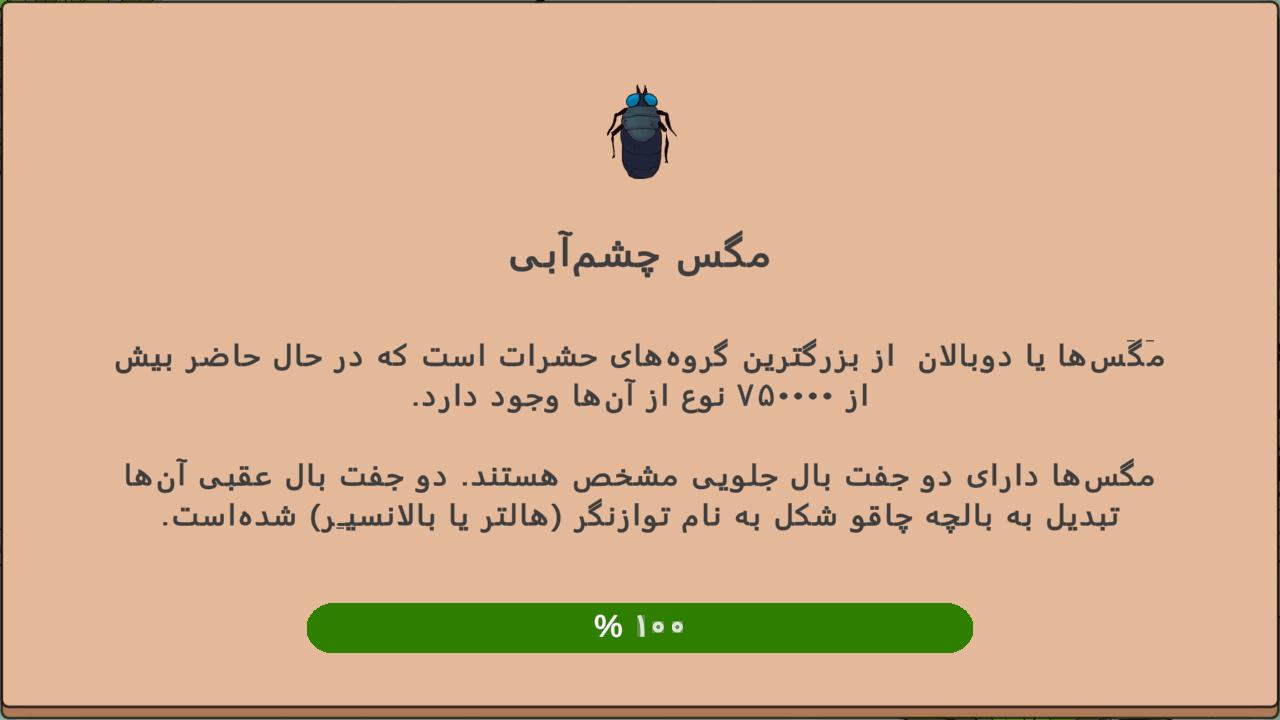 مگس چشم‌آبی
مَگَس‌ها یا دوبالان از بزرگترین گروه‌های حشرات است که در حال حاضر بیش
از ۷۵۰۰۰۰ نوع از آن‌ها وجود دارد.
مگس‌ها دارای دو جفت بال جلویی مشخص هستند. دو جفت بال عقبی آن‌ها
تبدیل به بالچه چاقو شکل به نام توازنگر (هالتر یا بالانسیِر) شده‌است.
% ۱۰۰